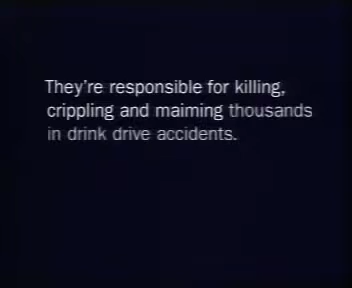 They're responsible for killing,
crippling and maiming thousands
in drink drive accidents.